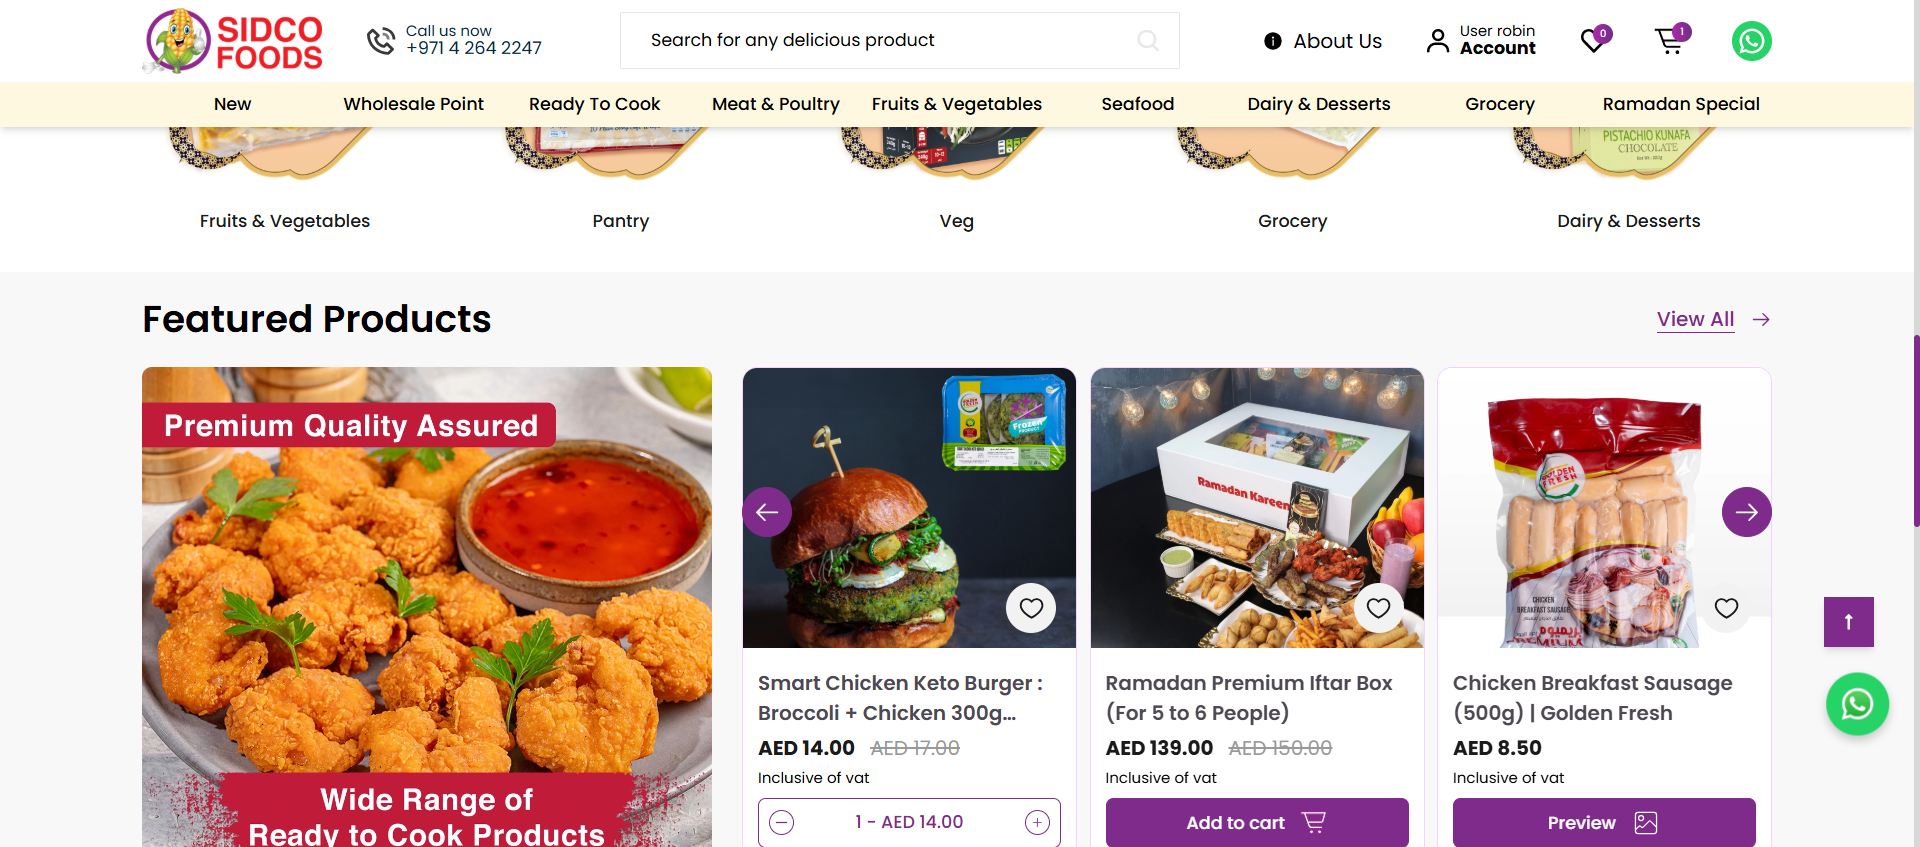 SIDCO
FOODS
Call us now
+971 4 264 2247
Search for any delicious product
About Us
User robin
Account
0
1
New
Wholesale Point
Ready To Cook
Meat & Poultry
Fruits & Vegetables
Seafood
Dairy & Desserts
Grocery
Ramadan Special
PISTACHIO KUNAFA
CHOCOLATE
Fruits & Vegetables
Pantry
Veg
Grocery
Dairy & Desserts
Featured Products
View All
Premium Quality Assured
Wide Range of
Ready to Cook Products
Frozen
PRODUCT
Smart Chicken Keto Burger :
Broccoli + Chicken 300g...
AED 14.00 AED 17.00
Inclusive of vat
1 - AED 14.00
Ramadan Kareem
Ramadan Premium Iftar Box
(For 5 to 6 People)
AED 139.00 AED 150.00
Inclusive of vat
Add to cart
GOLDEN
FRESH
CHICKEN
BREAKFAST SAUSAGE
بريميوم
PREMIUM
Chicken Breakfast Sausage
(500g) | Golden Fresh
AED 8.50
Inclusive of vat
Preview